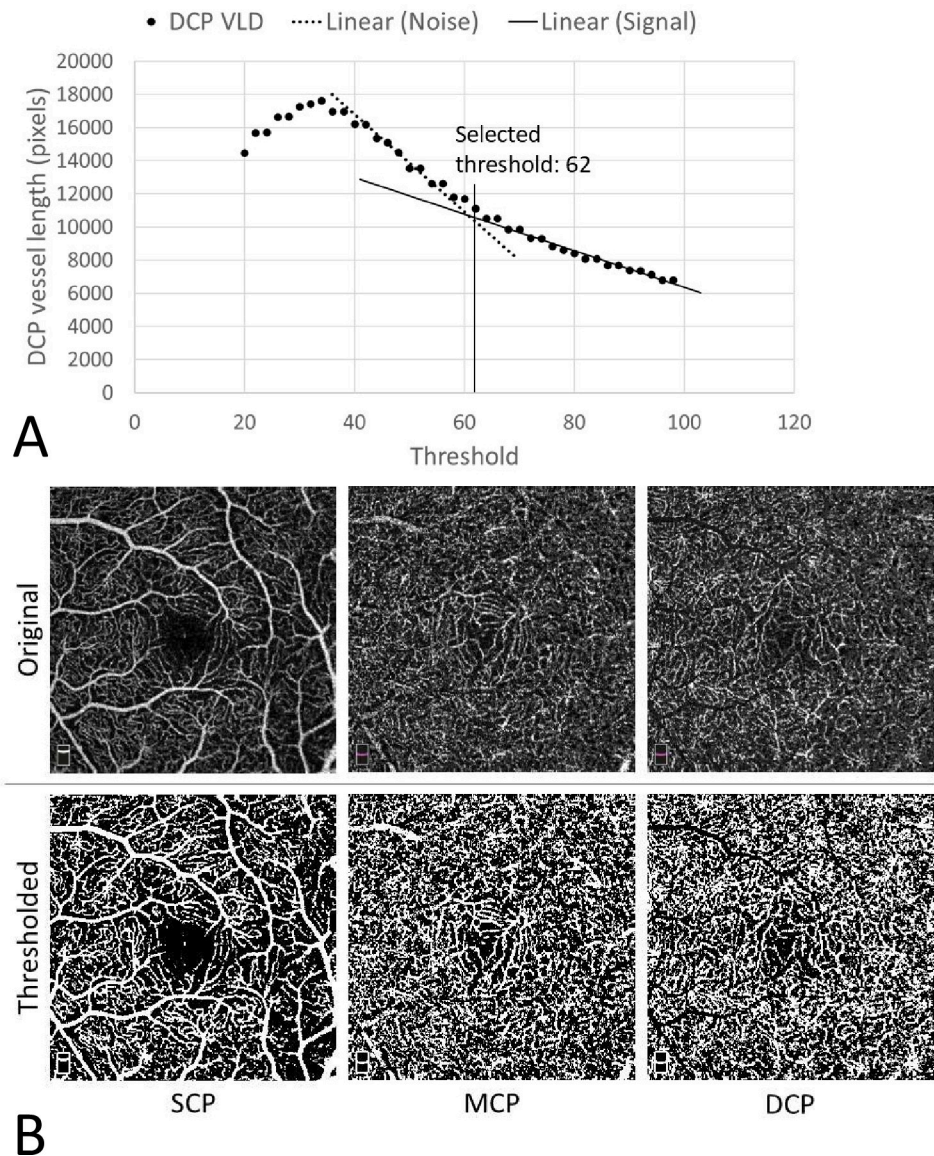 DCP VLD Linear (Noise) Linear (Signal)
20000
18000
16000
14000
12000
10000
8000
6000
4000
2000
0
DCP vessel length (pixels)
Selected
threshold: 62
0 20 40 60 80 100 120
Threshold
A
Original
Thresholded
SCP MCP DCP
B